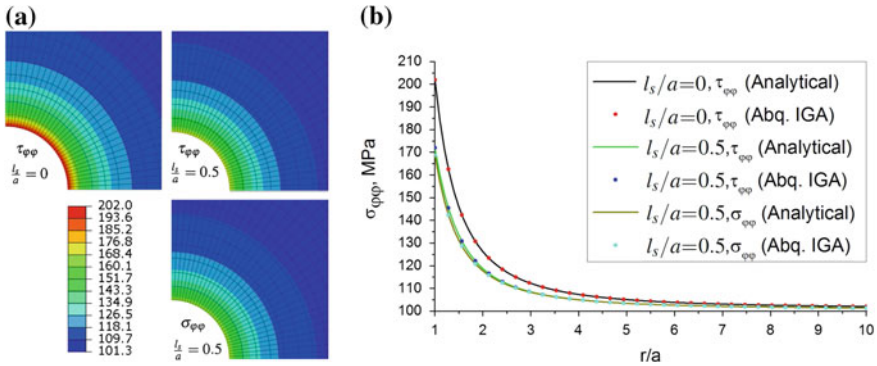 (a)
τφφ
ls/a = 0
τφφ
ls/a = 0.5
202.0
193.6
185.2
176.8
168.4
160.1
151.7
143.3
134.9
126.5
118.1
109.7
101.3
σφφ
ls/a = 0.5
(b)
σφφ, MPa
210
200
190
180
170
160
150
140
130
120
110
100
1
2
3
4
5
6
7
8
9
10
r/a
ls/a=0, τφφ (Analytical)
ls/a=0, τφφ (Abq. IGA)
ls/a=0.5, τφφ (Analytical)
ls/a=0.5, τφφ (Abq. IGA)
ls/a=0.5, σφφ (Analytical)
ls/a=0.5, σφφ (Abq. IGA)